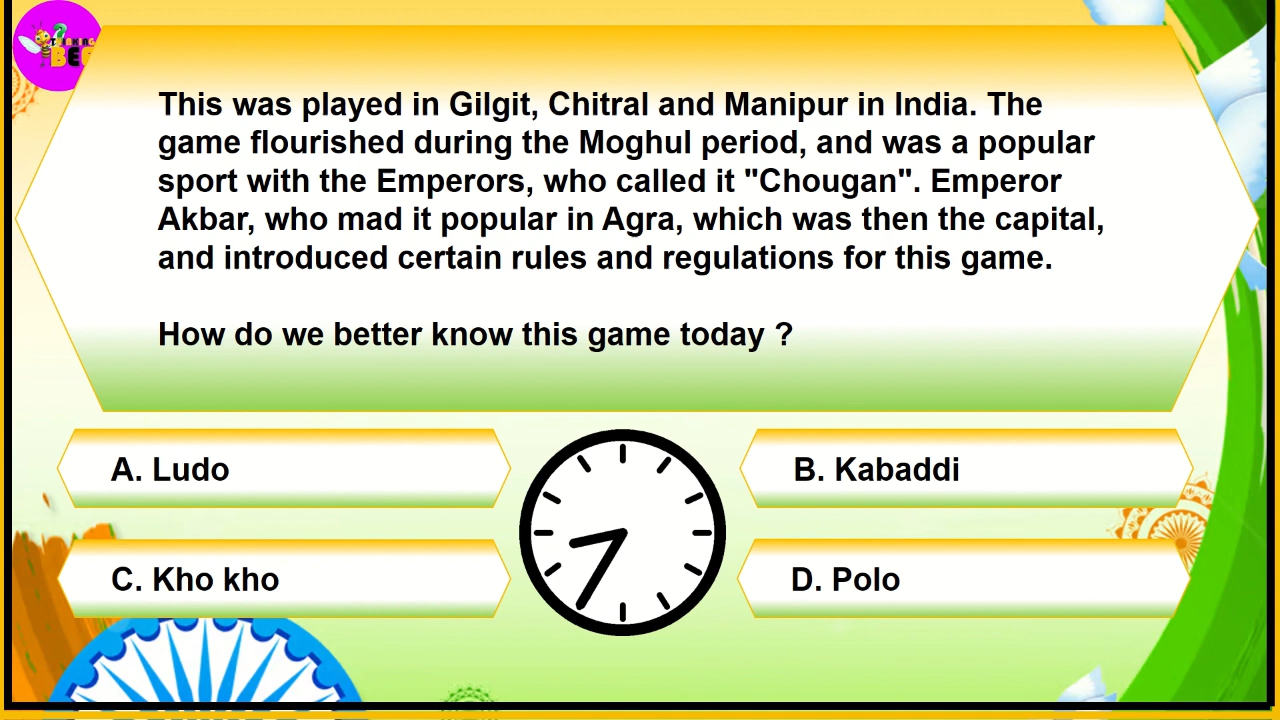 This was played in Gilgit, Chitral and Manipur in India. The
game flourished during the Moghul period, and was a popular
sport with the Emperors, who called it "Chougan". Emperor
Akbar, who mad it popular in Agra, which was then the capital,
and introduced certain rules and regulations for this game.
How do we better know this game today ?
A. Ludo
B. Kabaddi
C. Kho kho
D. Polo